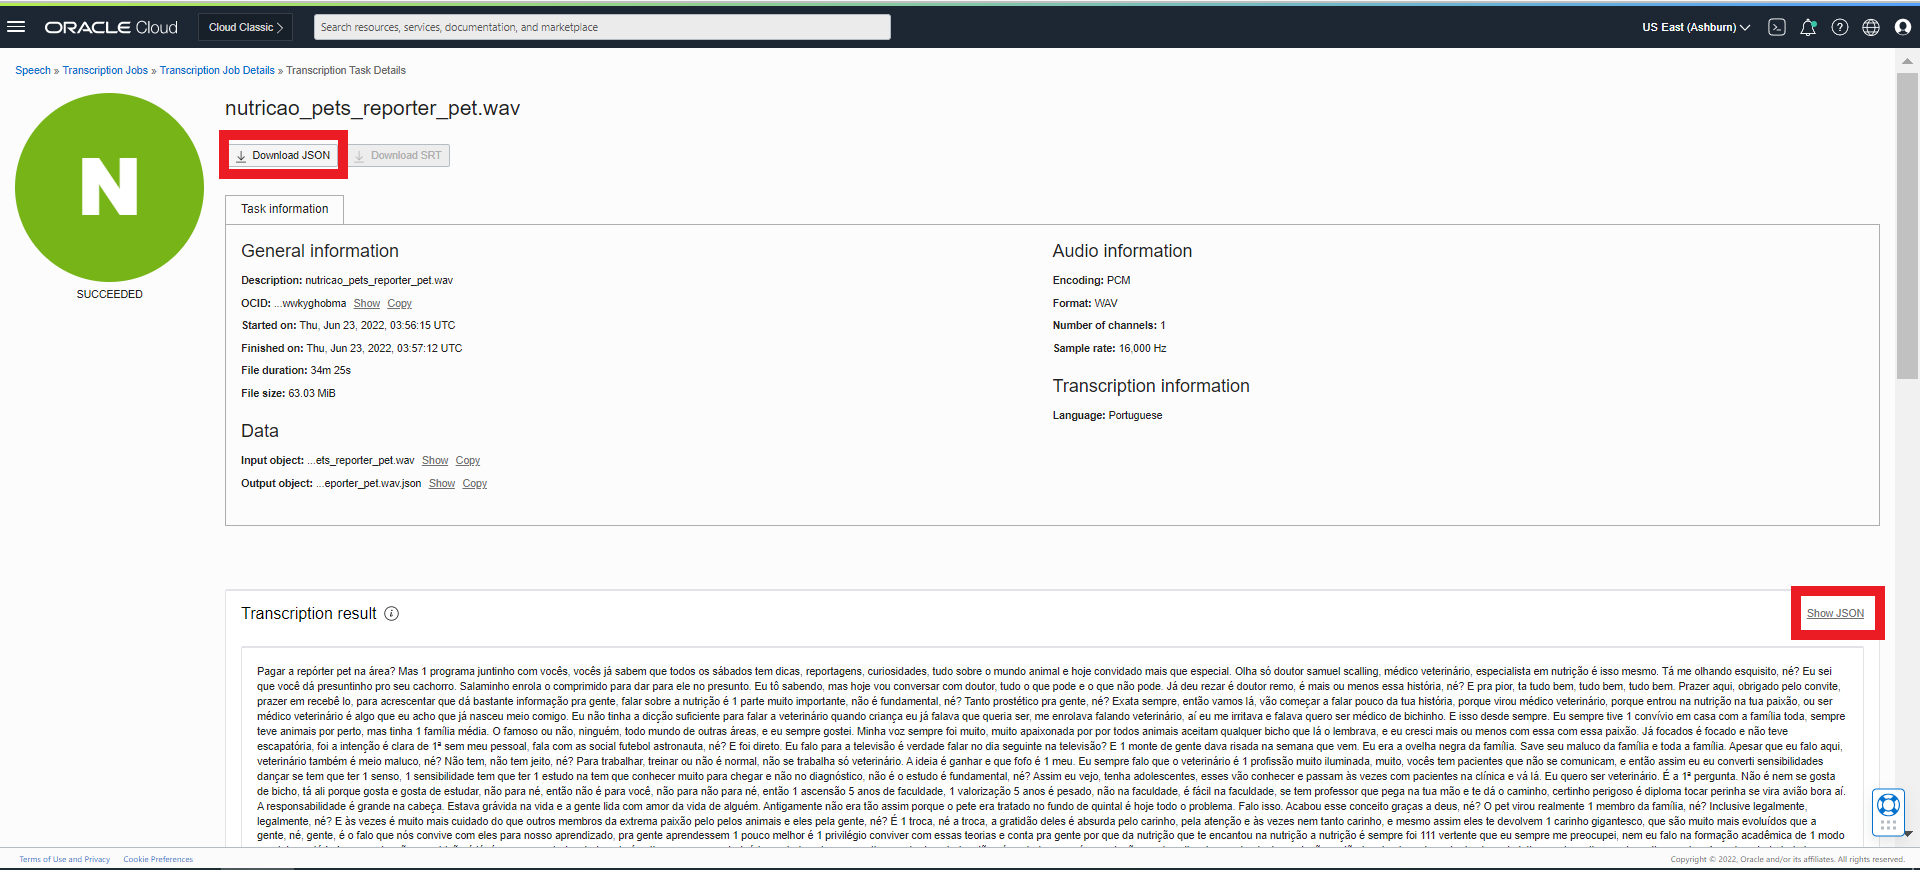 ORACLE Cloud
Cloud Classic
Search resources, services, documentation, and marketplace
US East (Ashburn)
Speech » Transcription Jobs » Transcription Job Details » Transcription Task Details
N
SUCCEEDED
nutricao_pets_reporter_pet.wav
Download JSON
Download SRT
Task information
General information
Description: nutricao_pets_reporter_pet.wav
OCID: ...wwkyghobma Show Copy
Started on: Thu, Jun 23, 2022, 03:56:15 UTC
Finished on: Thu, Jun 23, 2022, 03:57:12 UTC
File duration: 34m 25s
File size: 63.03 MiB
Data
Input object: ...ets_reporter_pet.wav Show Copy
Output object: ...eporter_pet.wav.json Show Copy
Audio information
Encoding: PCM
Format: WAV
Number of channels: 1
Sample rate: 16,000 Hz
Transcription information
Language: Portuguese
Transcription result
Show JSON
Pagar a repórter pet na área? Mas 1 programa juntinho com vocês, vocês já sabem que todos os sábados tem dicas, reportagens, curiosidades, tudo sobre o mundo animal e hoje convidado mais que especial. Olha só doutor samuel scalling, médico veterinário, especialista em nutrição é isso mesmo. Tá me olhando esquisito, né? Eu sei
que você dá presuntinho pro seu cachorro. Salaminho enrola o comprimido para dar para ele no presunto. Eu tô sabendo, mas hoje vou conversar com doutor, tudo o que pode e o que não pode. Já deu rezar é doutor remo, é mais ou menos essa história, né? E pra pior, ta tudo bem, tudo bem, tudo bem. Prazer aqui, obrigado pelo convite,
prazer em recebê lo, para acrescentar que dá bastante informação pra gente, falar sobre a nutrição é 1 parte muito importante, não é fundamental, né? Tanto prostético pra gente, né? Exata sempre, então vamos lá, vão começar a falar pouco da tua história, porque virou médico veterinário, porque entrou na nutrição na tua paixão, ou ser
médico veterinário é algo que eu acho que já nasceu meio comigo. Eu não tinha a dicção suficiente para falar a veterinário quando criança eu já falava que queria ser, me enrolava falando veterinário, aí eu me irritava e falava quero ser médico de bichinho. E isso desde sempre. Eu sempre tive 1 convívio em casa com a família toda, sempre
teve animais por perto, mas tinha 1 família média. O famoso ou não, ninguém, todo mundo de outras áreas, e eu sempre gostei. Minha voz sempre foi muito, muito apaixonada por por todos animais aceitam qualquer bicho que lá o lembrava, e eu cresci mais ou menos com essa com essa paixão. Já focados é focado e não teve
escapatória, foi a intenção é clara de 1ª sem meu pessoal, fala com as social futebol astronauta, né? E foi direto. Eu falo para a televisão é verdade falar no dia seguinte na televisão? E 1 monte de gente dava risada na semana que vem. Eu era a ovelha negra da família. Save seu maluco da família e toda a família. Apesar que eu falo aqui,
veterinário também é meio maluco, né? Não tem, não tem jeito, né? Para trabalhar, treinar ou não é normal, não se trabalha só veterinário. A ideia é ganhar e que fofo é 1 meu. Eu sempre falo que o veterinário é 1 profissão muito iluminada, muito, vocês tem pacientes que não se comunicam, e então assim eu eu converti sensibilidades
dançar se tem que ter 1 senso, 1 sensibilidade tem que ter 1 estudo na tem que conhecer muito para chegar e não no diagnóstico, não é o estudo é fundamental, né? Assim eu vejo, tenha adolescentes, esses vão conhecer e passam às vezes com pacientes na clínica e vá lá. Eu quero ser veterinário. É a 1ª pergunta. Não é nem se gosta
de bicho, tá ali porque gosta e gosta de estudar, não para né, então não é para você, não para não para né, então 1 ascensão 5 anos de faculdade, 1 valorização 5 anos é pesado, não na faculdade, é fácil na faculdade, se tem professor que pega na tua mão e te dá o caminho, certinho perigoso é diploma tocar perinha se vira avião bora aí.
A responsabilidade é grande na cabeça. Estava grávida na vida e a gente lida com amor da vida de alguém. Antigamente não era tão assim porque o pete era tratado no fundo de quintal é hoje todo o problema. Falo isso. Acabou esse conceito graças a deus, né? O pet virou realmente 1 membro da família, né? Inclusive legalmente,
legalmente, né? E às vezes é muito mais cuidado do que outros membros da extrema paixão pelo pelos animais e eles pela gente, né? É 1 troca, né a troca, a gratidão deles é absurda pelo carinho, pela atenção e às vezes nem tanto carinho, e mesmo assim eles te devolvem 1 carinho gigantesco, que são muito mais evoluídos que a
gente, né, gente, é o falo que nós convive com eles para nosso aprendizado, pra gente aprendessem 1 pouco melhor é 1 privilégio conviver com essas teorias e conta pra gente por que da nutrição que te encantou na nutrição a nutrição é sempre foi 111 vertente que eu sempre me preocupei, nem eu falo na formação acadêmica de 1 modo
Terms of Use and Privacy
Cookie Preferences
Copyright © 2022, Oracle and/or its affiliates. All rights reserved.